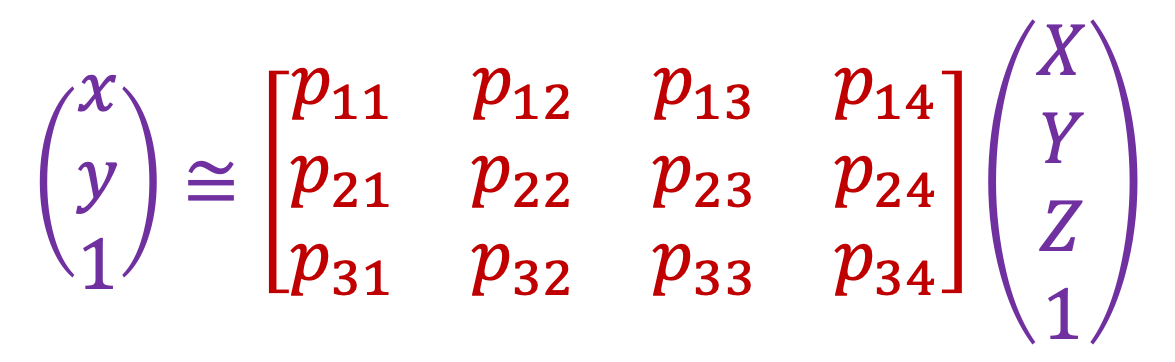 (x y 1) ≅ [p₁₁ p₁₂ p₁₃ p₁₄
p₂₁ p₂₂ p₂₃ p₂₄
p₃₁ p₃₂ p₃₃ p₃₄] (X Y Z 1)